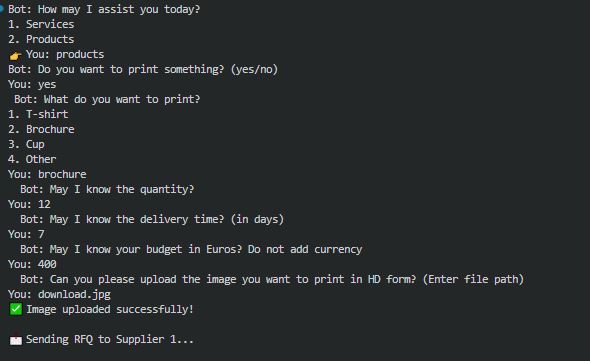 Bot: How may I assist you today?
1. Services
2. Products
👉 You: products
Bot: Do you want to print something? (yes/no)
You: yes
Bot: What do you want to print?
1. T-shirt
2. Brochure
3. Cup
4. Other
You: brochure
Bot: May I know the quantity?
You: 12
Bot: May I know the delivery time? (in days)
You: 7
Bot: May I know your budget in Euros? Do not add currency
You: 400
Bot: Can you please upload the image you want to print in HD form? (Enter file path)
You: download.jpg
✅ Image uploaded successfully!
📩 Sending RFQ to Supplier 1...